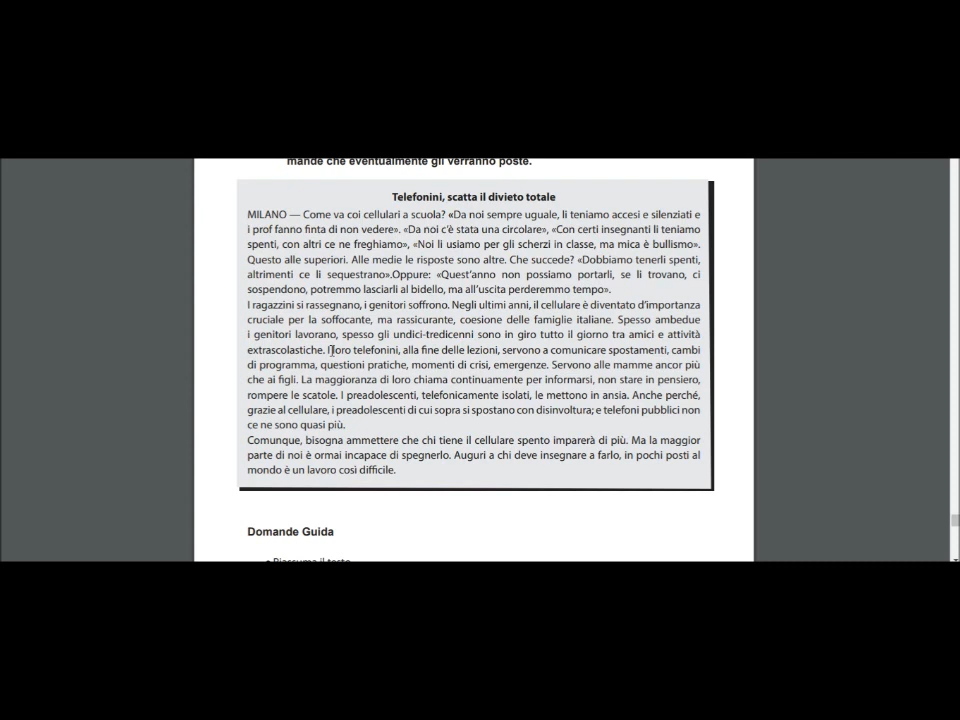 mande che eventualmente gli verranno poste.
Telefonini, scatta il divieto totale
MILANO — Come va coi cellulari a scuola? «Da noi sempre uguale, li teniamo accesi e silenziati e
i prof fanno finta di non vedere». «Da noi c'è stata una circolare», «Con certi insegnanti li teniamo
spenti, con altri ce ne freghiamo», «Noi li usiamo per gli scherzi in classe, ma mica è bullismo».
Questo alle superiori. Alle medie le risposte sono altre. Che succede? «Dobbiamo tenerli spenti,
altrimenti ce li sequestrano».Oppure: «Quest'anno non possiamo portarli, se li trovano, ci
sospendono, potremmo lasciarli al bidello, ma all'uscita perderemmo tempo».
I ragazzini si rassegnano, i genitori soffrono. Negli ultimi anni, il cellulare è diventato d'importanza
cruciale per la soffocante, ma rassicurante, coesione delle famiglie italiane. Spesso ambedue
i genitori lavorano, spesso gli undici-tredicenni sono in giro tutto il giorno tra amici e attività
extrascolastiche. I loro telefonini, alla fine delle lezioni, servono a comunicare spostamenti, cambi
di programma, questioni pratiche, momenti di crisi, emergenze. Servono alle mamme ancor più
che ai figli. La maggioranza di loro chiama continuamente per informarsi, non stare in pensiero,
rompere le scatole. I preadolescenti, telefonicamente isolati, le mettono in ansia. Anche perché,
grazie al cellulare, i preadolescenti di cui sopra si spostano con disinvoltura; e telefoni pubblici non
ce ne sono quasi più.
Comunque, bisogna ammettere che chi tiene il cellulare spento imparerà di più. Ma la maggior
parte di noi è ormai incapace di spegnerlo. Auguri a chi deve insegnare a farlo, in pochi posti al
mondo è un lavoro così difficile.
Domande Guida
• Riassuma il testo